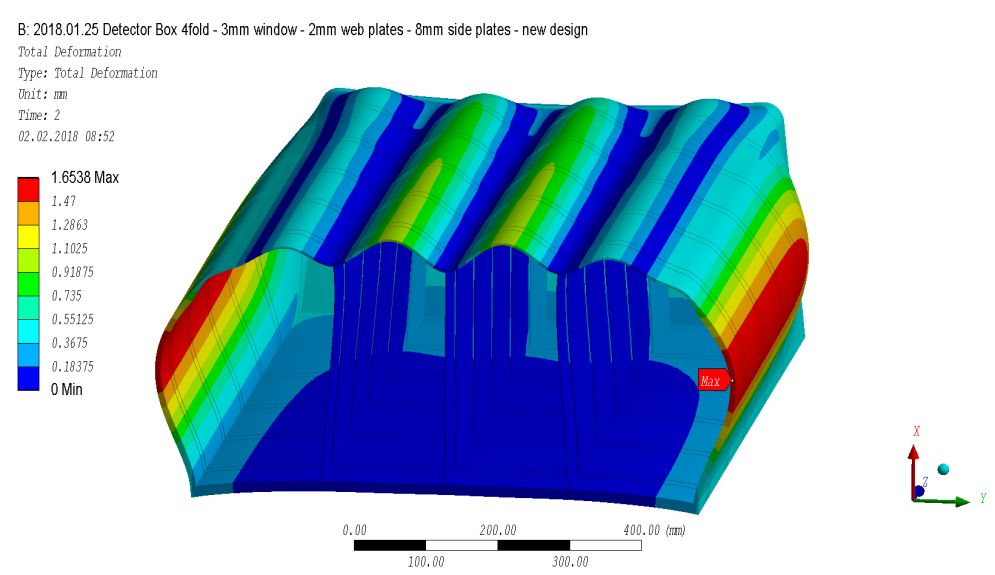 B: 2018.01.25 Detector Box 4fold - 3mm window - 2mm web plates - 8mm side plates - new design
Total Deformation
Type: Total Deformation
Unit: mm
Time: 2
02.02.2018 08:52
1.6538 Max
1.47
1.2863
1.1025
0.91875
0.735
0.55125
0.3675
0.18375
0 Min
Max
X
Z
Y
0.00 200.00 400.00 (mm)
100.00 300.00